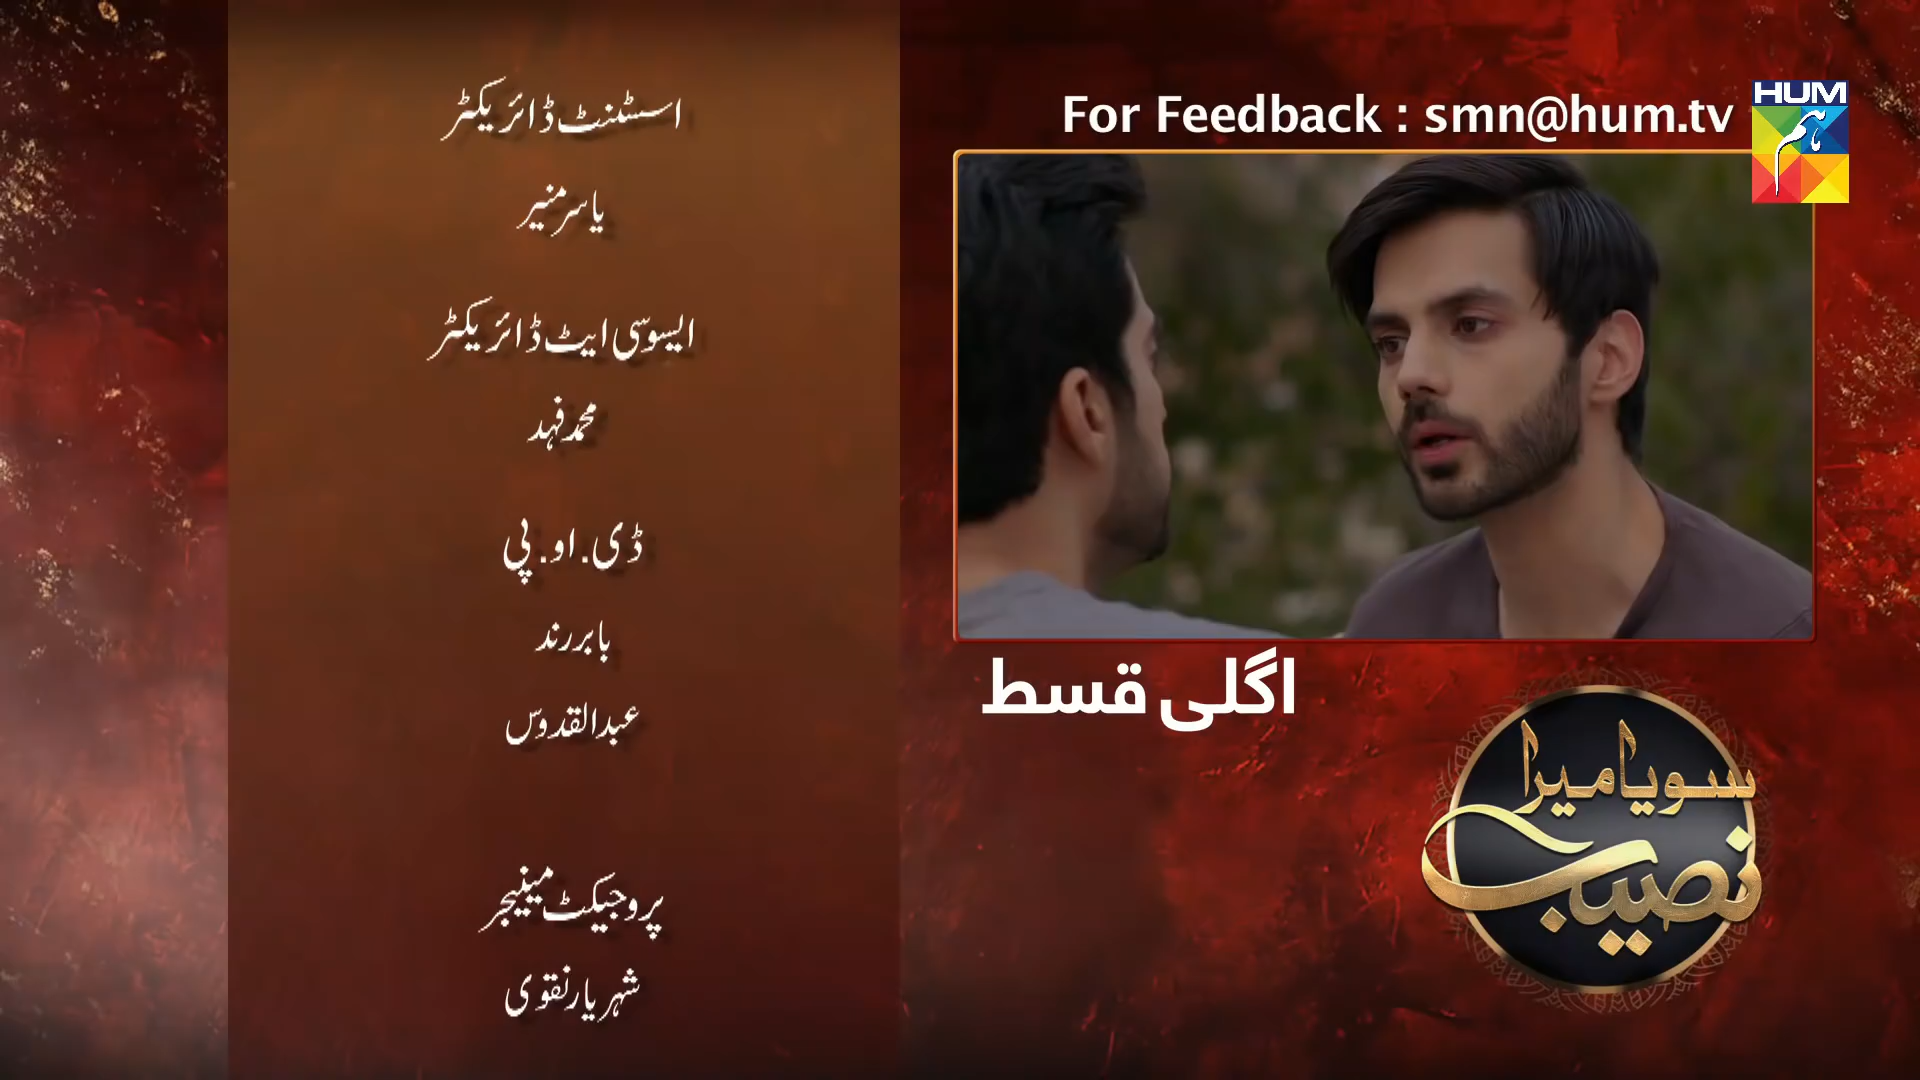 اسسٹنٹ ڈائریکٹر
یاسر منیر
ایسوسی ایٹ ڈائریکٹر
محمد فہد
ڈی.او.پی
بابر رند
عبدالقدوس
پروجیکٹ مینیجر
شہریار نقوی
For Feedback : smn@hum.tv
HUM
ہم
اگلی قسط
سویا میرا
نصیب